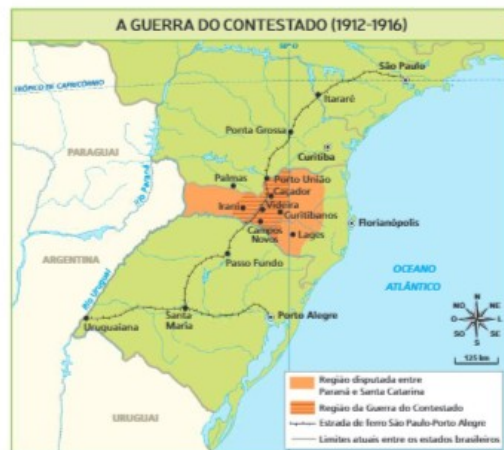 A GUERRA DO CONTESTADO (1912-1916)
São Paulo
TRÓPICO DE CAPRICÓRNIO
Itararé
Ponta Grossa
PARAGUAI
Curitiba
Rio Paraná
Palmas
Porto União
Caçador
Irani
Videira
Curitibanos
Campos
Novos
Lages
Florianópolis
ARGENTINA
Passo Fundo
OCEANO
ATLÂNTICO
Rio Uruguai
NO N NE
O L
SO S SE
Uruguaiana
Santa
Maria
Porto Alegre
125 km
URUGUAI
Região disputada entre
Paraná e Santa Catarina
Região da Guerra do Contestado
Estrada de ferro São Paulo-Porto Alegre
Limites atuais entre os estados brasileiros